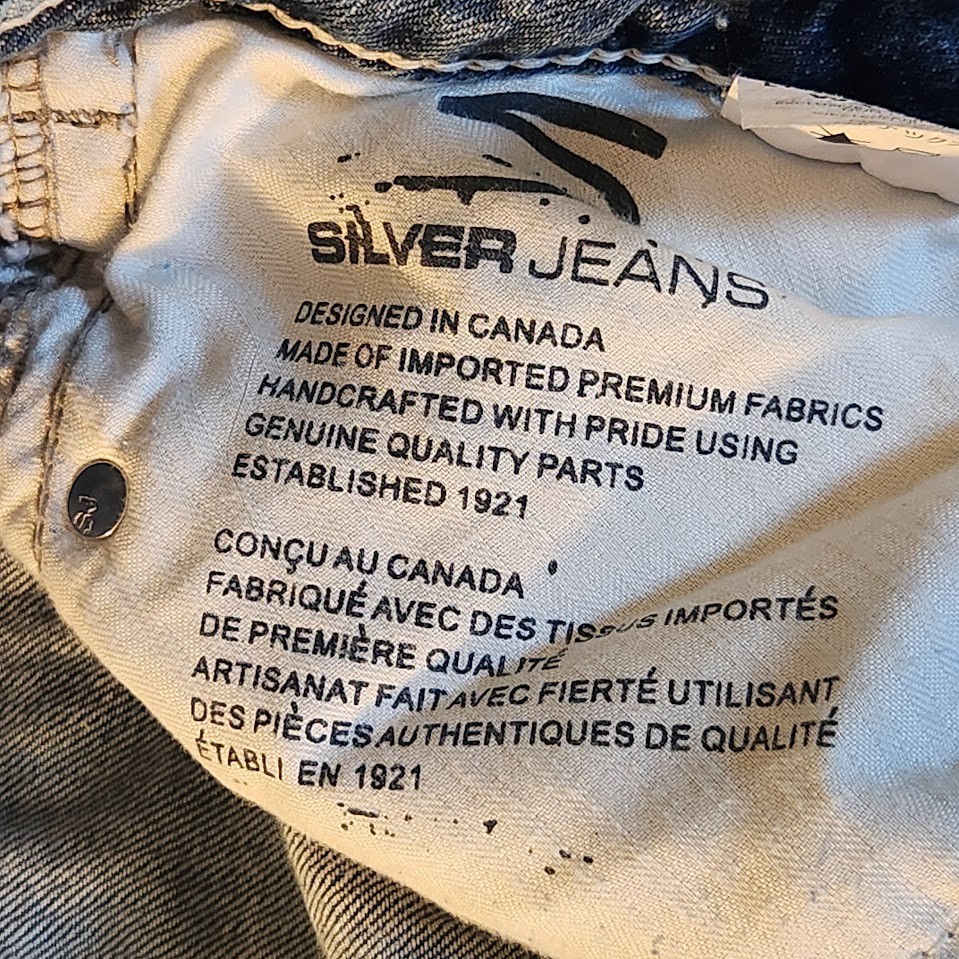 SILVER JEANS
DESIGNED IN CANADA
MADE OF IMPORTED PREMIUM FABRICS
HANDCRAFTED WITH PRIDE USING
GENUINE QUALITY PARTS
ESTABLISHED 1921
CONÇU AU CANADA
FABRIQUÉ AVEC DES TISSUS IMPORTÉS
DE PREMIÈRE QUALITÉ
ARTISANAT FAIT AVEC FIERTÉ UTILISANT
DES PIÈCES AUTHENTIQUES DE QUALITÉ
ÉTABLI EN 1921